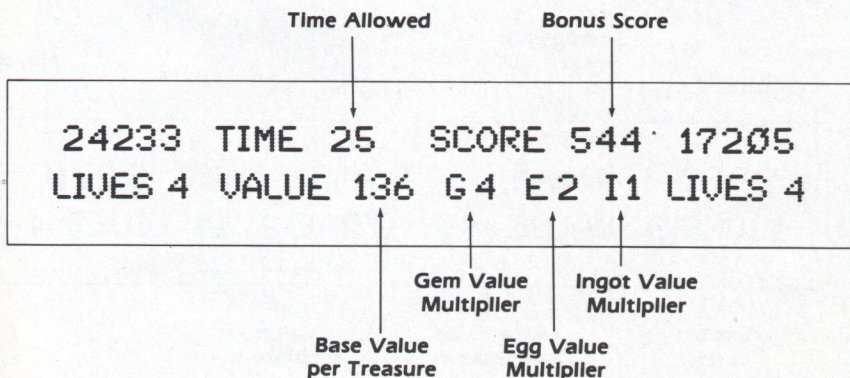 Time Allowed Bonus Score
24233 TIME 25 SCORE 544 17205
LIVES 4 VALUE 136 G4 E2 I1 LIVES 4
Gem Value Ingot Value
Multiplier Multiplier
Base Value Egg Value
per Treasure Multiplier